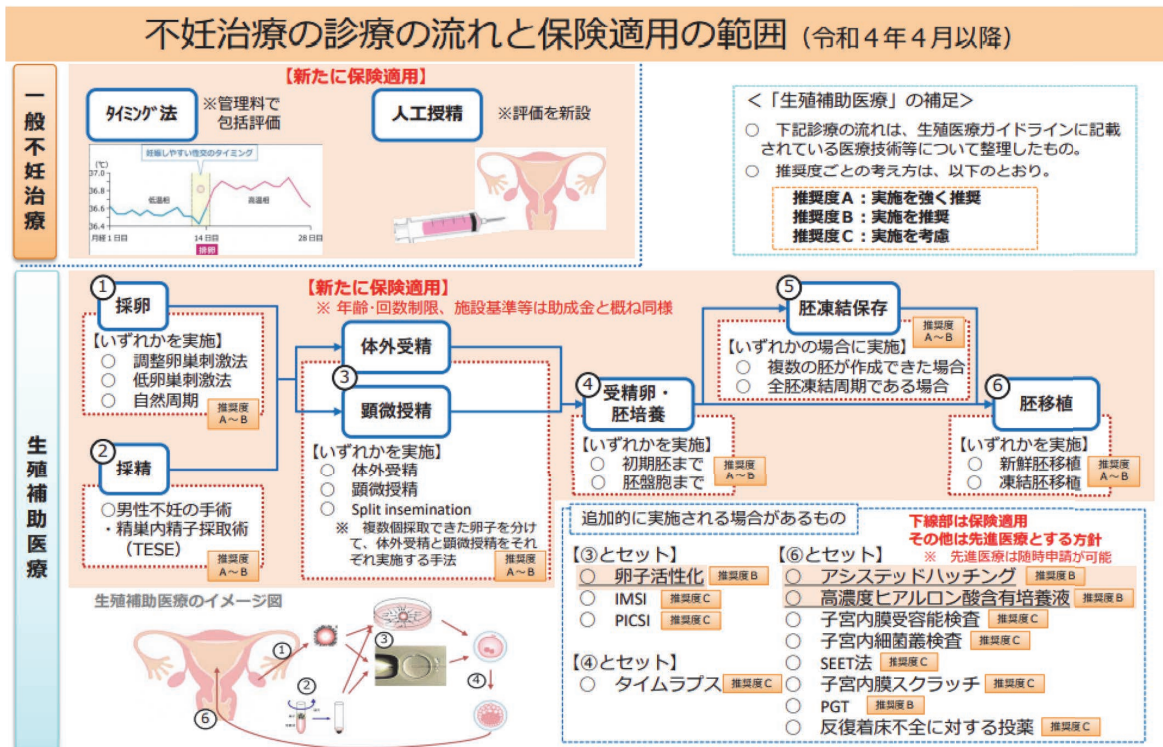 不妊治療の診療の流れと保険適用の範囲（令和４年４月以降）
一般不妊治療
【新たに保険適用】
ﾀｲﾐﾝｸﾞ法
※管理料で
包括評価
人工授精
※評価を新設
妊娠しやすい性交のタイミング
(℃)
37.0
36.8
36.6
36.4
低温相
高温相
月経１日目
14日目
28日目
排卵
＜「生殖補助医療」の補足＞
○ 下記診療の流れは、生殖医療ガイドラインに記載
されている医療技術等について整理したもの。
○ 推奨度ごとの考え方は、以下のとおり。
推奨度Ａ：実施を強く推奨
推奨度Ｂ：実施を推奨
推奨度Ｃ：実施を考慮
生殖補助医療
【新たに保険適用】
※ 年齢・回数制限、施設基準等は助成金と概ね同様
①
採卵
【いずれかを実施】
○ 調整卵巣刺激法
○ 低卵巣刺激法
○ 自然周期
推奨度
A～B
②
採精
○男性不妊の手術
・精巣内精子採取術
（TESE）
推奨度
A～B
体外受精
③
顕微授精
【いずれかを実施】
○ 体外受精
○ 顕微授精
○ Split insemination
※ 複数個採取できた卵子を分け
て、体外受精と顕微授精をそれ
ぞれ実施する手法
推奨度
A～B
④
受精卵・
胚培養
【いずれかを実施】
○ 初期胚まで
○ 胚盤胞まで
推奨度
A～B
⑤
胚凍結保存
推奨度
A～B
【いずれかの場合に実施】
○ 複数の胚が作成できた場合
○ 全胚凍結周期である場合
⑥
胚移植
【いずれかを実施】
○ 新鮮胚移植
○ 凍結胚移植
推奨度
A～B
生殖補助医療のイメージ図
①
②
③
④
⑥
追加的に実施される場合があるもの
下線部は保険適用
その他は先進医療とする方針
※ 先進医療は随時申請が可能
【③とセット】
○ 卵子活性化 推奨度Ｂ
○ IMSI 推奨度Ｃ
○ PICSI 推奨度Ｃ
【④とセット】
○ タイムラプス 推奨度Ｃ
【⑥とセット】
○ アシステッドハッチング 推奨度Ｂ
○ 高濃度ヒアルロン酸含有培養液 推奨度Ｂ
○ 子宮内膜受容能検査 推奨度Ｃ
○ 子宮内細菌叢検査 推奨度Ｃ
○ SEET法 推奨度Ｃ
○ 子宮内膜スクラッチ 推奨度Ｃ
○ PGT 推奨度Ｂ
○ 反復着床不全に対する投薬 推奨度Ｃ